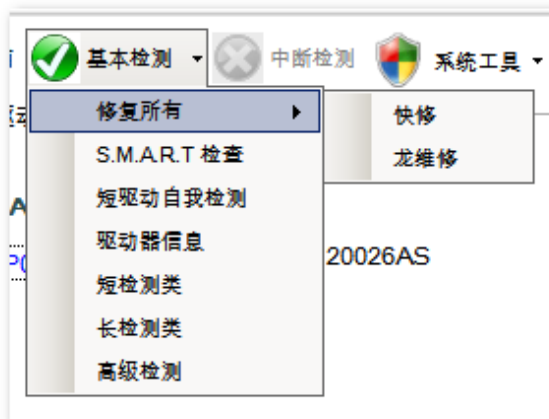 基本检测 中断检测 系统工具
修复所有 快修
S.M.A.R.T 检查 龙维修
短驱动自我检测
驱动器信息 20026AS
短检测类
长检测类
高级检测